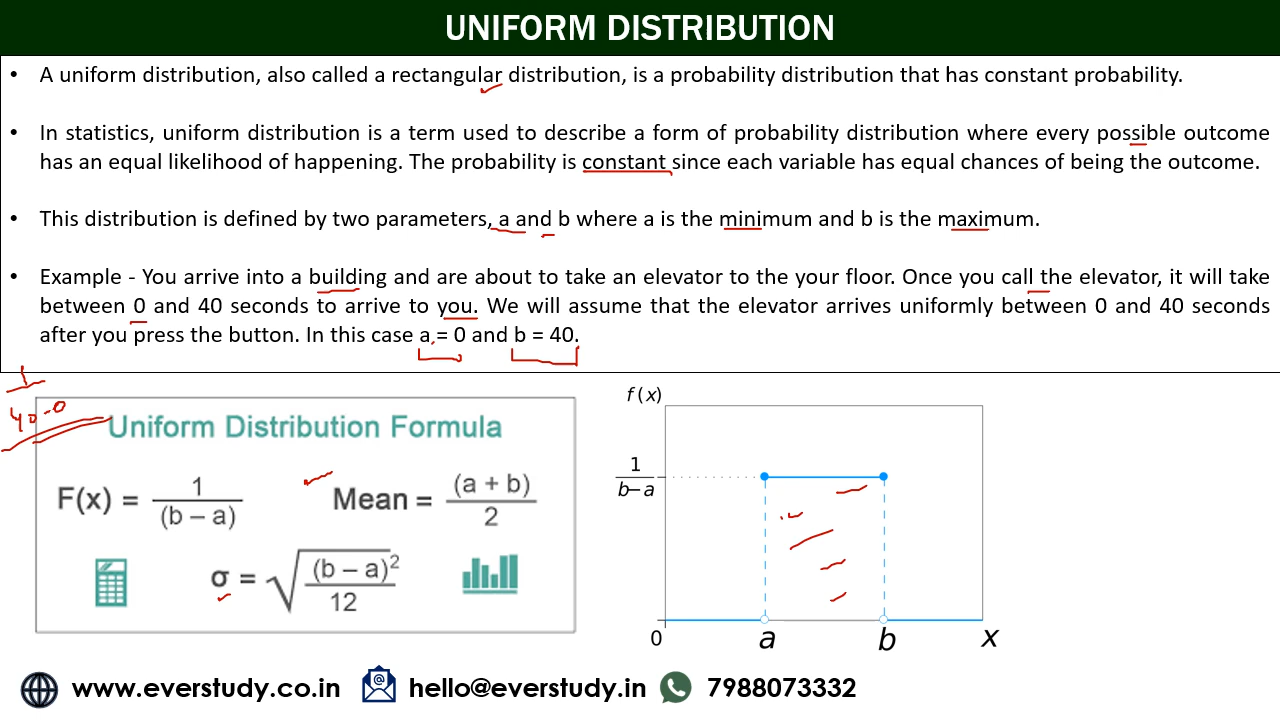 UNIFORM DISTRIBUTION
• A uniform distribution, also called a rectangular distribution, is a probability distribution that has constant probability.
• In statistics, uniform distribution is a term used to describe a form of probability distribution where every possible outcome
has an equal likelihood of happening. The probability is constant since each variable has equal chances of being the outcome.
• This distribution is defined by two parameters, a and b where a is the minimum and b is the maximum.
• Example - You arrive into a building and are about to take an elevator to the your floor. Once you call the elevator, it will take
between 0 and 40 seconds to arrive to you. We will assume that the elevator arrives uniformly between 0 and 40 seconds
after you press the button. In this case a = 0 and b = 40.
1
40-0
Uniform Distribution Formula
F(x) = 1 / (b – a)
Mean = (a + b) / 2
σ = √ (b – a)² / 12
f(x)
1
b–a
0 a b x
www.everstudy.co.in hello@everstudy.in 7988073332